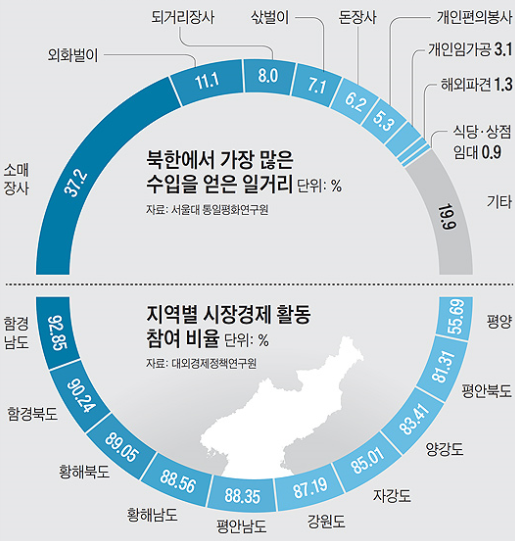 되거리장사
삯벌이
돈장사
개인편의봉사
외화벌이
개인임가공 3.1
해외파견 1.3
식당·상점
임대 0.9
기타
소매
장사
37.2
11.1
8.0
7.1
6.2
5.3
19.9
북한에서 가장 많은
수입을 얻은 일거리 단위: %
자료: 서울대 통일평화연구원
지역별 시장경제 활동
참여 비율 단위: %
자료: 대외경제정책연구원
함경
남도
92.85
90.24
함경북도
89.05
황해북도
88.56
황해남도
88.35
평안남도
87.19
강원도
85.01
자강도
83.41
양강도
81.31
평안북도
55.69
평양